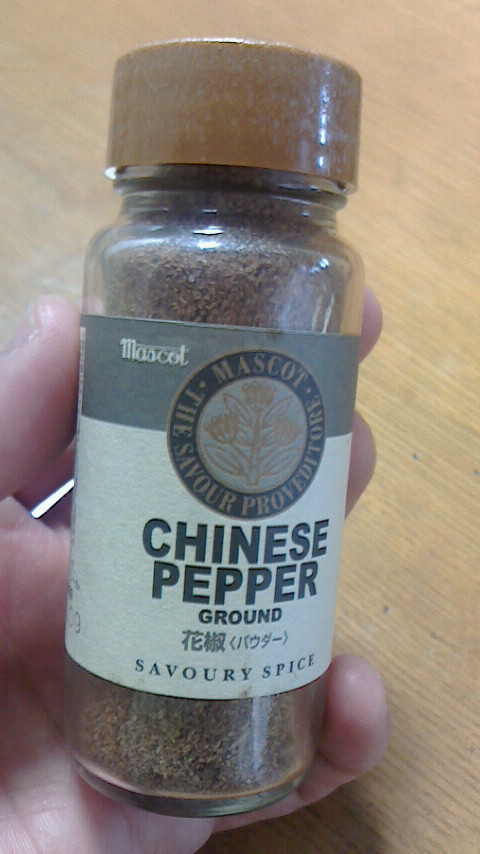 Mascot
MASCOT · THE SAVOUR PROVEDITORE ·
CHINESE
PEPPER
GROUND
花椒〈パウダー〉
SAVOURY SPICE